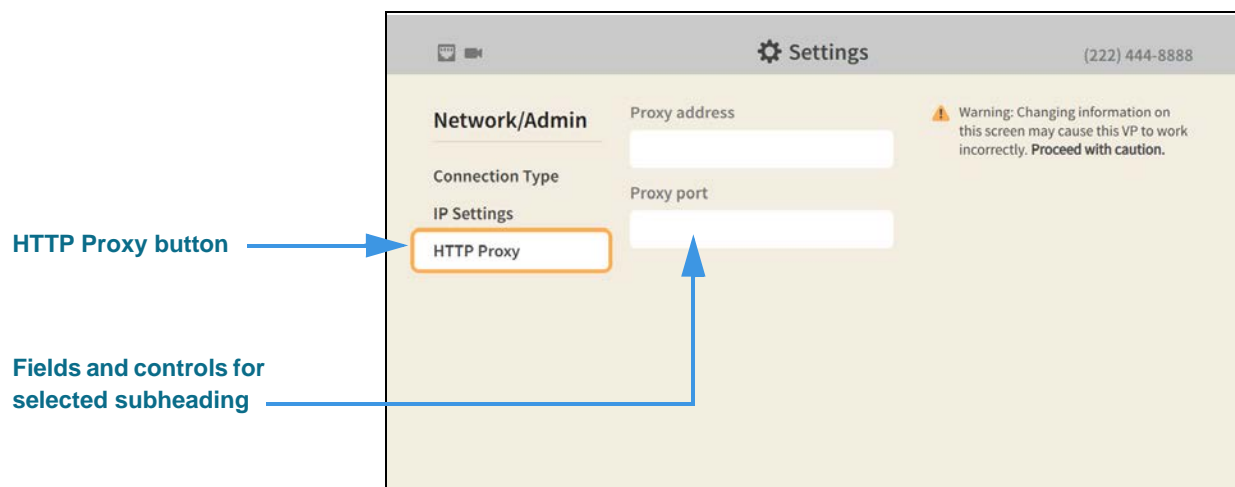 Settings
(222) 444-8888
Network/Admin
Connection Type
IP Settings
HTTP Proxy
Proxy address
Proxy port
Warning: Changing information on
this screen may cause this VP to work
incorrectly. Proceed with caution.
HTTP Proxy button
Fields and controls for
selected subheading